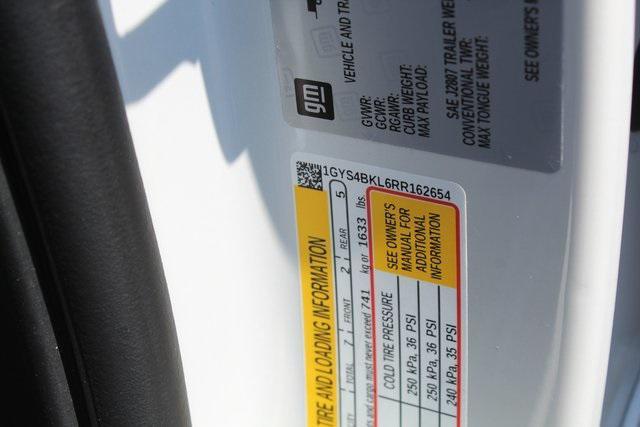 gm
VEHICLE AND
GVWR:
GCWR:
RGAWR:
CURB WEIGHT:
MAX PAYLOAD:
SAE J2807 TRAILER
CONVENTIONAL TWR:
MAX TONGUE WEIGHT:
SEE OWNER'S
1GYS4BKL6RR162654
TIRE AND LOADING INFORMATION
TOTAL 7 FRONT 2 REAR 5
and cargo must never exceed 741 kg or 1633 lbs.
COLD TIRE PRESSURE
250 kPa, 36 PSI
250 kPa, 36 PSI
240 kPa, 35 PSI
SEE OWNER'S
MANUAL FOR
ADDITIONAL
INFORMATION